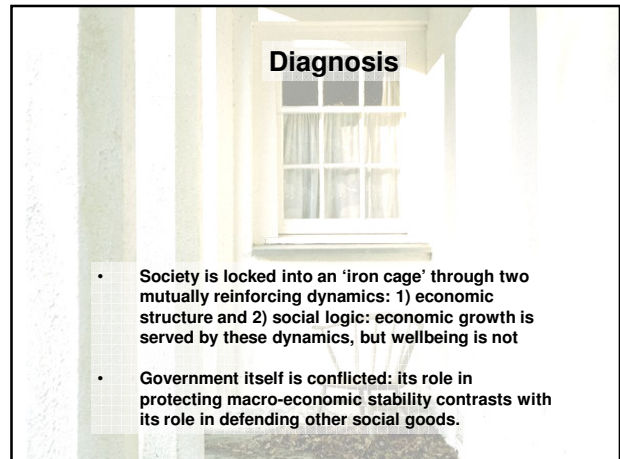 Diagnosis
• Society is locked into an ‘iron cage’ through two
mutually reinforcing dynamics: 1) economic
structure and 2) social logic: economic growth is
served by these dynamics, but wellbeing is not
• Government itself is conflicted: its role in
protecting macro-economic stability contrasts with
its role in defending other social goods.